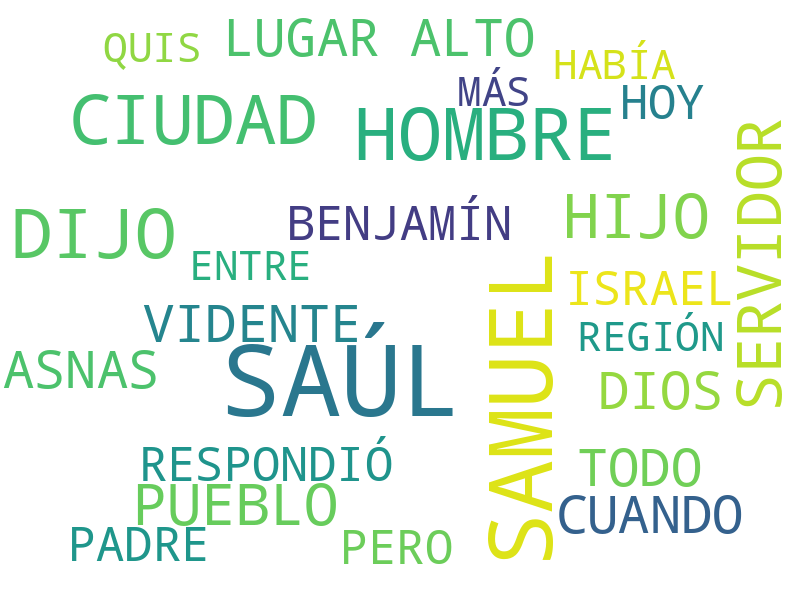 QUIS
LUGAR ALTO
HABÍA
MÁS
HOY
CIUDAD
HOMBRE
SERVIDOR
DIJO
BENJAMÍN
HIJO
ENTRE
SAMUEL
ISRAEL
VIDENTE
REGIÓN
ASNAS
SAÚL
DIOS
RESPONDIÓ
TODO
PUEBLO
CUANDO
PADRE
PERO